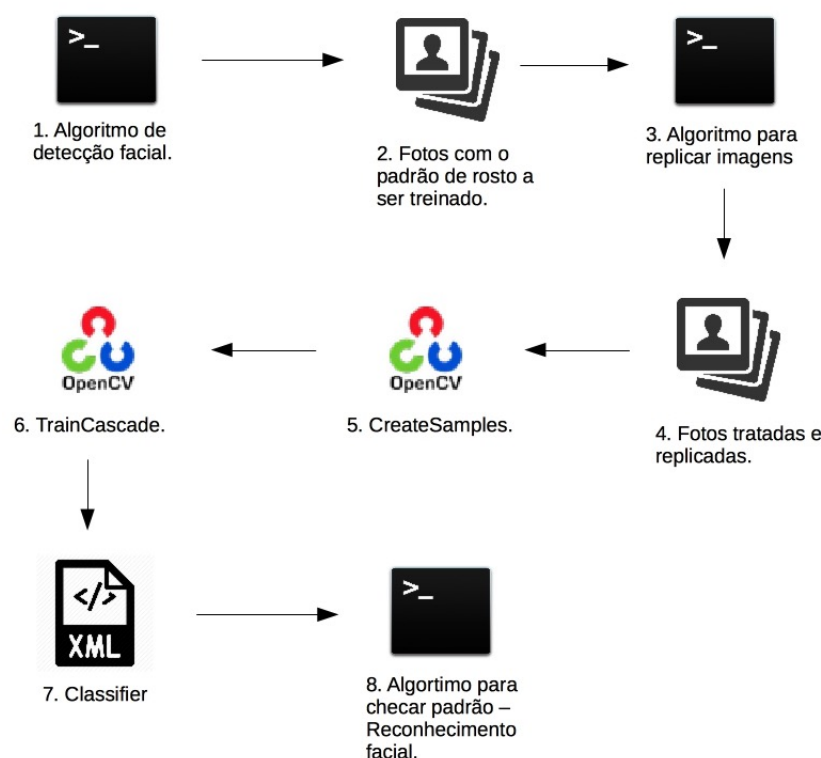 >_
1. Algoritmo de
detecção facial.
2. Fotos com o
padrão de rosto a
ser treinado.
>_
3. Algoritmo para
replicar imagens
4. Fotos tratadas e
replicadas.
OpenCV
5. CreateSamples.
OpenCV
6. TrainCascade.
</>
XML
7. Classifier
>_
8. Algortimo para
checar padrão –
Reconhecimento
facial.